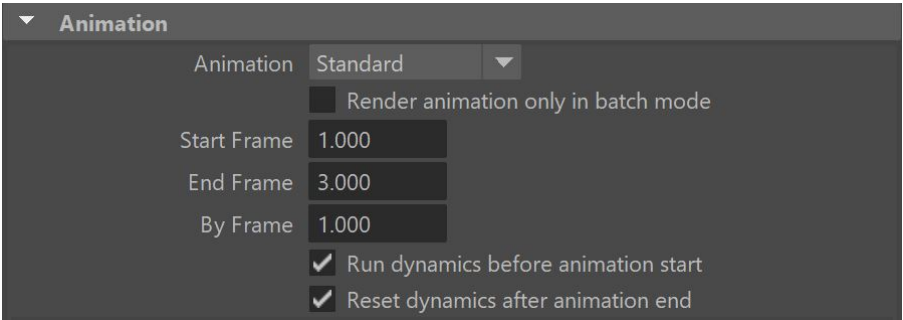 Animation
Animation Standard
Render animation only in batch mode
Start Frame 1.000
End Frame 3.000
By Frame 1.000
Run dynamics before animation start
Reset dynamics after animation end